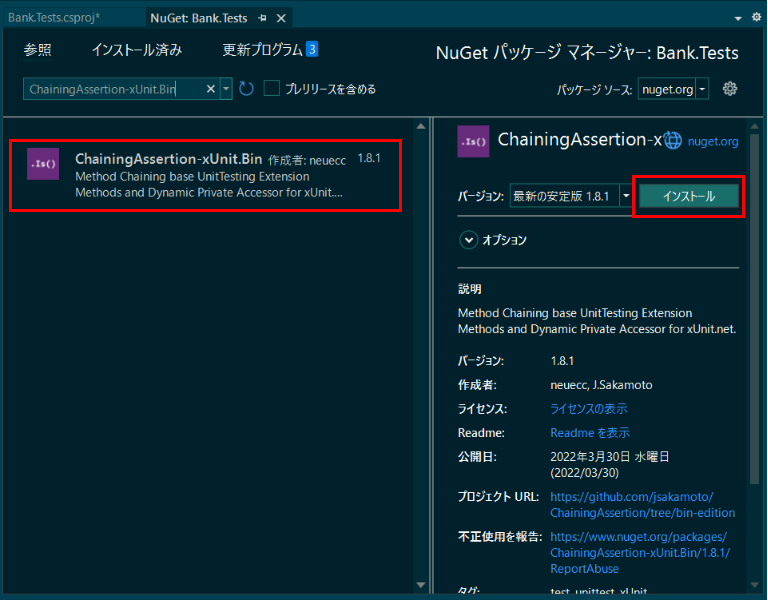 Bank.Tests.csproj*
NuGet: Bank.Tests
参照
インストール済み
更新プログラム 3
NuGet パッケージ マネージャー: Bank.Tests
ChainingAssertion-xUnit.Bin
プレリリースを含める
パッケージ ソース: nuget.org
.Is()
ChainingAssertion-xUnit.Bin 作成者: neuecc 1.8.1
Method Chaining base UnitTesting Extension
Methods and Dynamic Private Accessor for xUnit....
.Is()
ChainingAssertion-x
nuget.org
バージョン: 最新の安定版 1.8.1
インストール
オプション
説明
Method Chaining base UnitTesting Extension
Methods and Dynamic Private Accessor for xUnit.net.
バージョン: 1.8.1
作成者: neuecc, J.Sakamoto
ライセンス: ライセンスの表示
Readme: Readme を表示
公開日: 2022年3月30日 水曜日
(2022/03/30)
プロジェクト URL: https://github.com/jsakamoto/
ChainingAssertion/tree/bin-edition
不正使用を報告: https://www.nuget.org/packages/
ChainingAssertion-xUnit.Bin/1.8.1/
ReportAbuse
タグ: test, unittest, xUnit